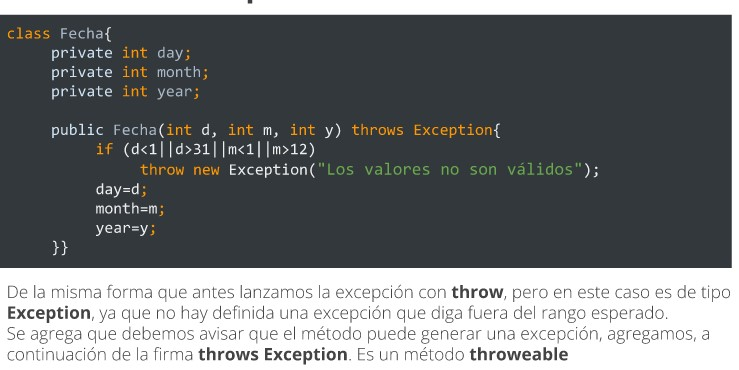 class Fecha{
private int day;
private int month;
private int year;
public Fecha(int d, int m, int y) throws Exception{
if (d<1||d>31||m<1||m>12)
throw new Exception("Los valores no son válidos");
day=d;
month=m;
year=y;
}}
De la misma forma que antes lanzamos la excepción con throw, pero en este caso es de tipo
Exception, ya que no hay definida una excepción que diga fuera del rango esperado.
Se agrega que debemos avisar que el método puede generar una excepción, agregamos, a
continuación de la firma throws Exception. Es un método throweable